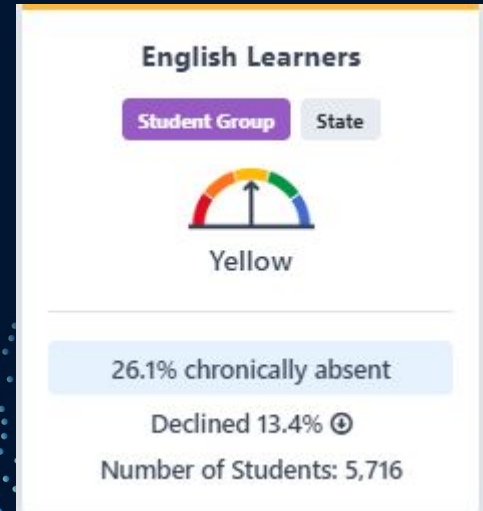 English Learners
Student Group State
Yellow
26.1% chronically absent
Declined 13.4%
Number of Students: 5,716